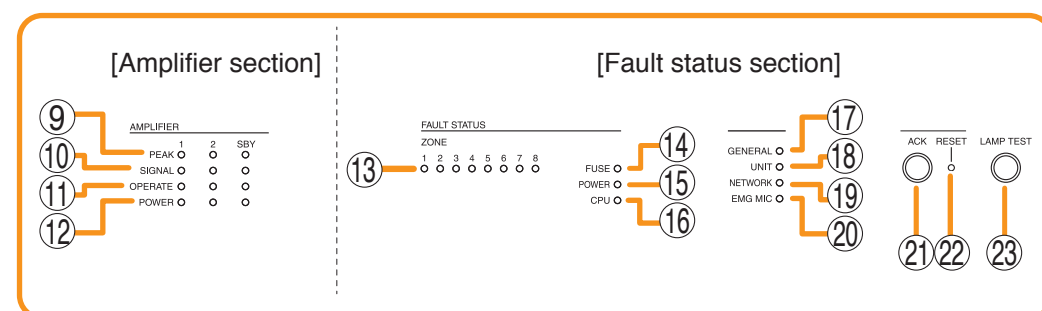 [Amplifier section]
[Fault status section]
9
10
11
12
AMPLIFIER
1 2 SBY
PEAK
SIGNAL
OPERATE
POWER
13
FAULT STATUS
ZONE
1 2 3 4 5 6 7 8
FUSE
POWER
CPU
14
15
16
GENERAL
UNIT
NETWORK
EMG MIC
17
18
19
20
ACK RESET LAMP TEST
21 22 23